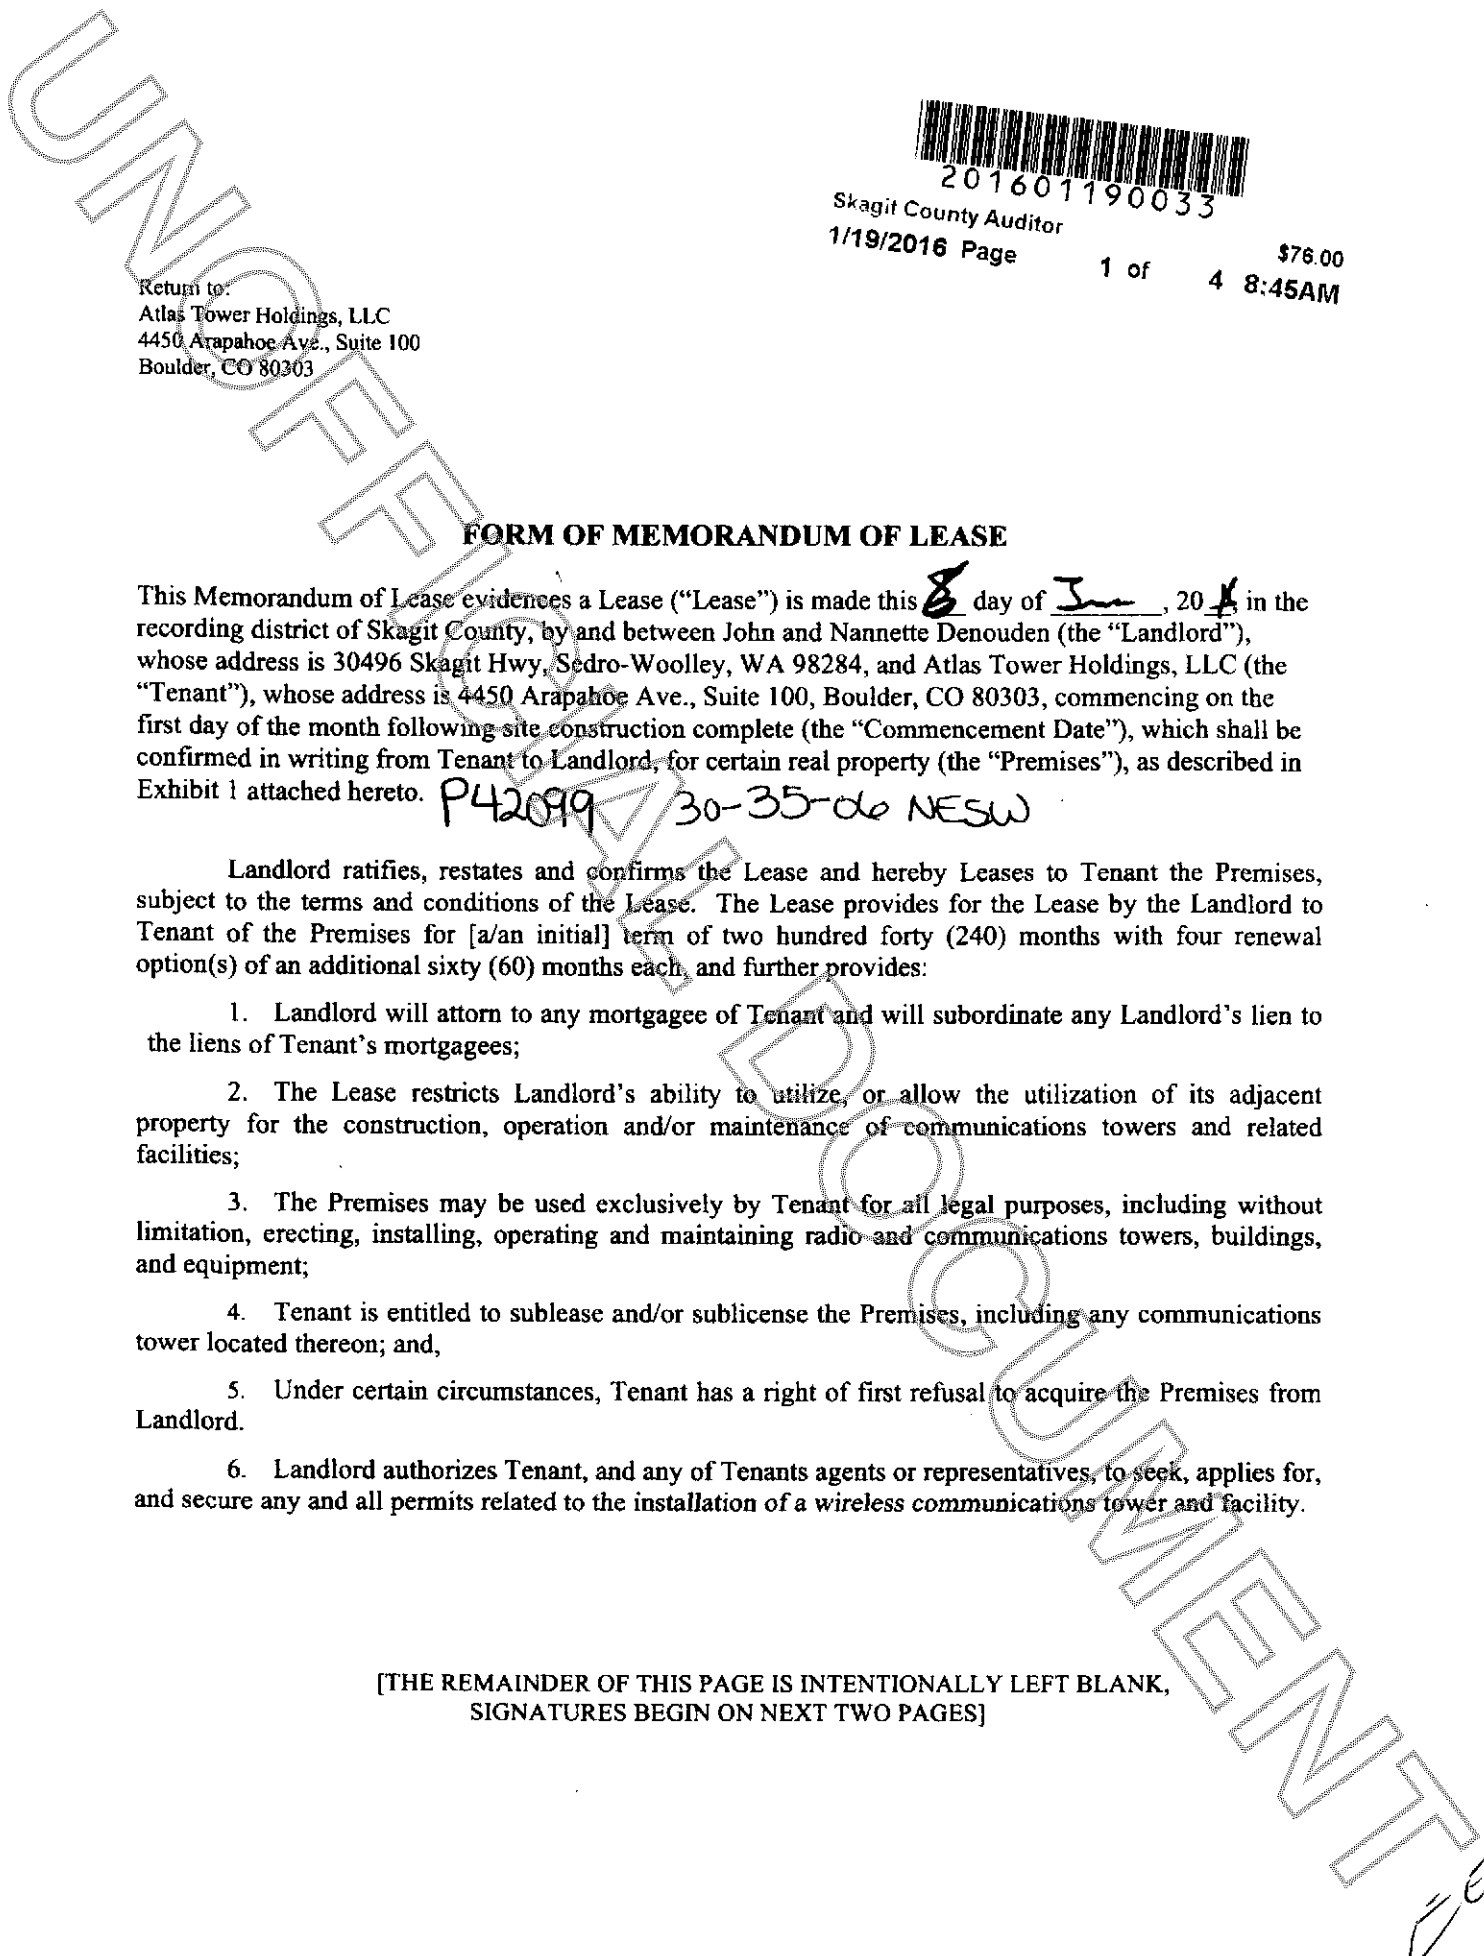 201601190033
Skagit County Auditor
$76.00
1/19/2016 Page 1 of 4 8:45AM
Return to:
Atlas Tower Holdings, LLC
4450 Arapahoe Ave., Suite 100
Boulder, CO 80303
FORM OF MEMORANDUM OF LEASE
This Memorandum of Lease evidences a Lease (“Lease”) is made this 8 day of , 20 in the
recording district of Skagit County, by and between John and Nannette Denouden (the “Landlord”),
whose address is 30496 Skagit Hwy, Sedro-Woolley, WA 98284, and Atlas Tower Holdings, LLC (the
“Tenant”), whose address is 4450 Arapahoe Ave., Suite 100, Boulder, CO 80303, commencing on the
first day of the month following site construction complete (the “Commencement Date”), which shall be
confirmed in writing from Tenant to Landlord, for certain real property (the “Premises”), as described in
Exhibit 1 attached hereto. P42099 30-35-06 NESW
Landlord ratifies, restates and confirms the Lease and hereby Leases to Tenant the Premises,
subject to the terms and conditions of the Lease. The Lease provides for the Lease by the Landlord to
Tenant of the Premises for [a/an initial] term of two hundred forty (240) months with four renewal
option(s) of an additional sixty (60) months each, and further provides:
1. Landlord will attorn to any mortgagee of Tenant and will subordinate any Landlord’s lien to
the liens of Tenant’s mortgagees;
2. The Lease restricts Landlord’s ability to utilize, or allow the utilization of its adjacent
property for the construction, operation and/or maintenance of communications towers and related
facilities;
3. The Premises may be used exclusively by Tenant for all legal purposes, including without
limitation, erecting, installing, operating and maintaining radio and communications towers, buildings,
and equipment;
4. Tenant is entitled to sublease and/or sublicense the Premises, including any communications
tower located thereon; and,
5. Under certain circumstances, Tenant has a right of first refusal to acquire the Premises from
Landlord.
6. Landlord authorizes Tenant, and any of Tenants agents or representatives, to seek, applies for,
and secure any and all permits related to the installation of a wireless communications tower and facility.
[THE REMAINDER OF THIS PAGE IS INTENTIONALLY LEFT BLANK,
SIGNATURES BEGIN ON NEXT TWO PAGES]
UNOFFICIAL DOCUMENT